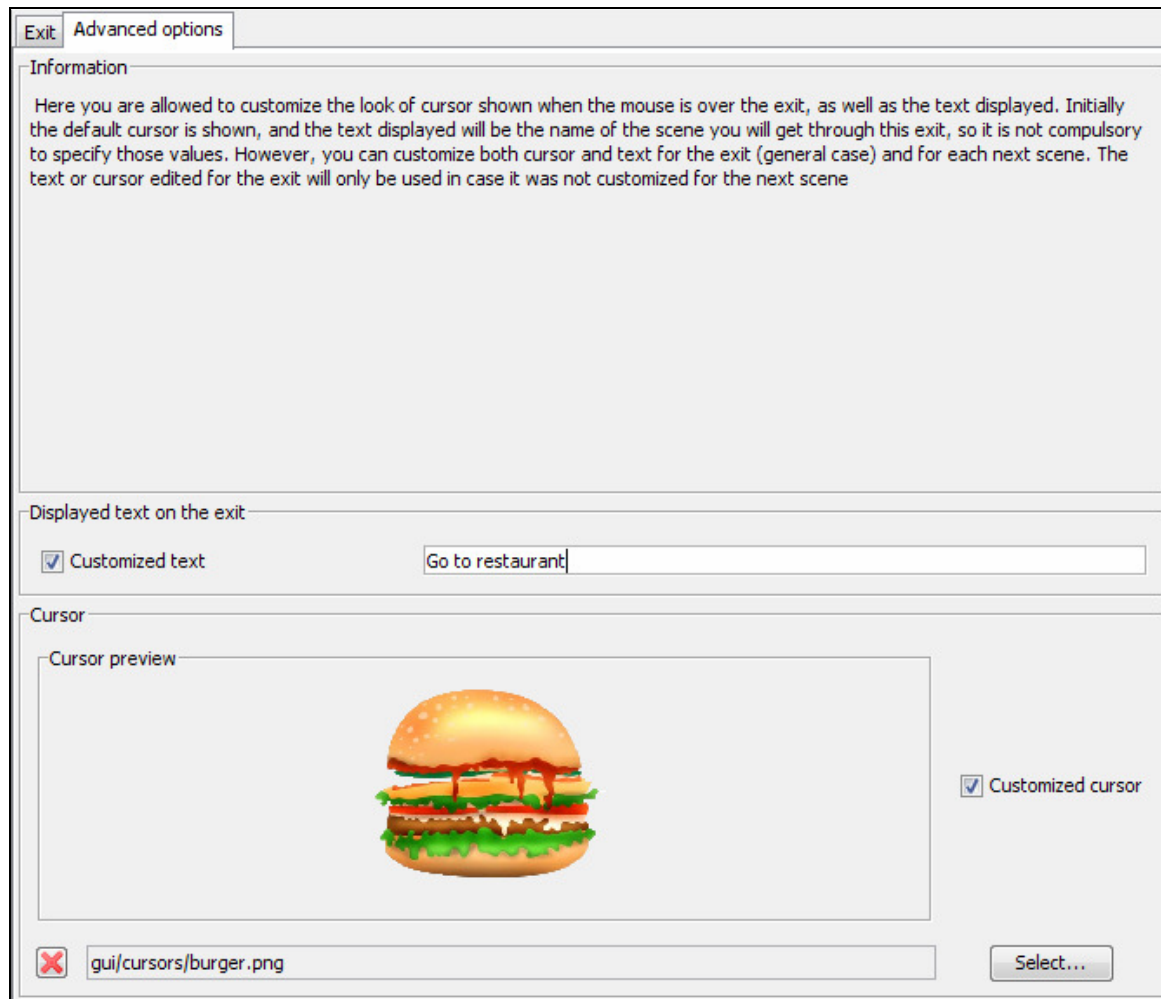 Exit
Advanced options
Information
Here you are allowed to customize the look of cursor shown when the mouse is over the exit, as well as the text displayed. Initially
the default cursor is shown, and the text displayed will be the name of the scene you will get through this exit, so it is not compulsory
to specify those values. However, you can customize both cursor and text for the exit (general case) and for each next scene. The
text or cursor edited for the exit will only be used in case it was not customized for the next scene
Displayed text on the exit
Customized text
Go to restaurant
Cursor
Cursor preview
Customized cursor
gui/cursors/burger.png
Select...